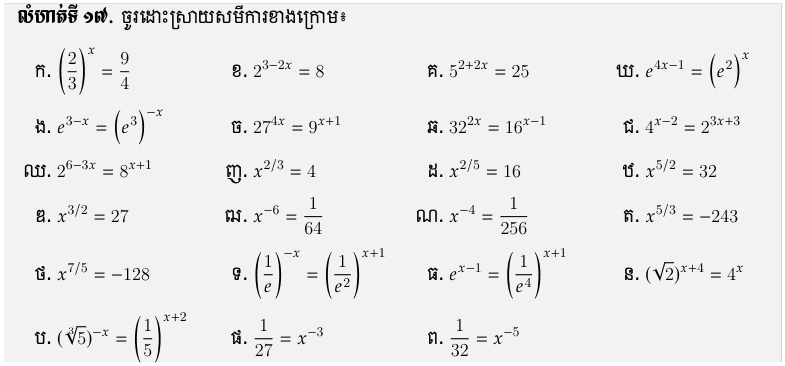 លំហាត់ទី ១៧. ចូរដោះស្រាយសមីការខាងក្រោម៖
ក. (2/3)^x = 9/4 ខ. 2^{3−2x} = 8 គ. 5^{2+2x} = 25 ឃ. e^{4x−1} = (e^2)^x
ង. e^{3−x} = (e^3)^{−x} ច. 27^{4x} = 9^{x+1} ឆ. 32^{2x} = 16^{x−1} ជ. 4^{x−2} = 2^{3x+3}
ឈ. 2^{6−3x} = 8^{x+1} ញ. x^{2/3} = 4 ដ. x^{2/5} = 16 ឋ. x^{5/2} = 32
ឌ. x^{3/2} = 27 ឍ. x^{−6} = 1/64 ណ. x^{−4} = 1/256 ត. x^{5/3} = −243
ថ. x^{7/5} = −128 ទ. (1/e)^{−x} = (1/e^2)^{x+1} ធ. e^{x−1} = (1/e^4)^{x+1} ន. (√2)^{x+4} = 4^x
ប. (∛5)^{−x} = (1/5)^{x+2} ផ. 1/27 = x^{−3} ព. 1/32 = x^{−5}